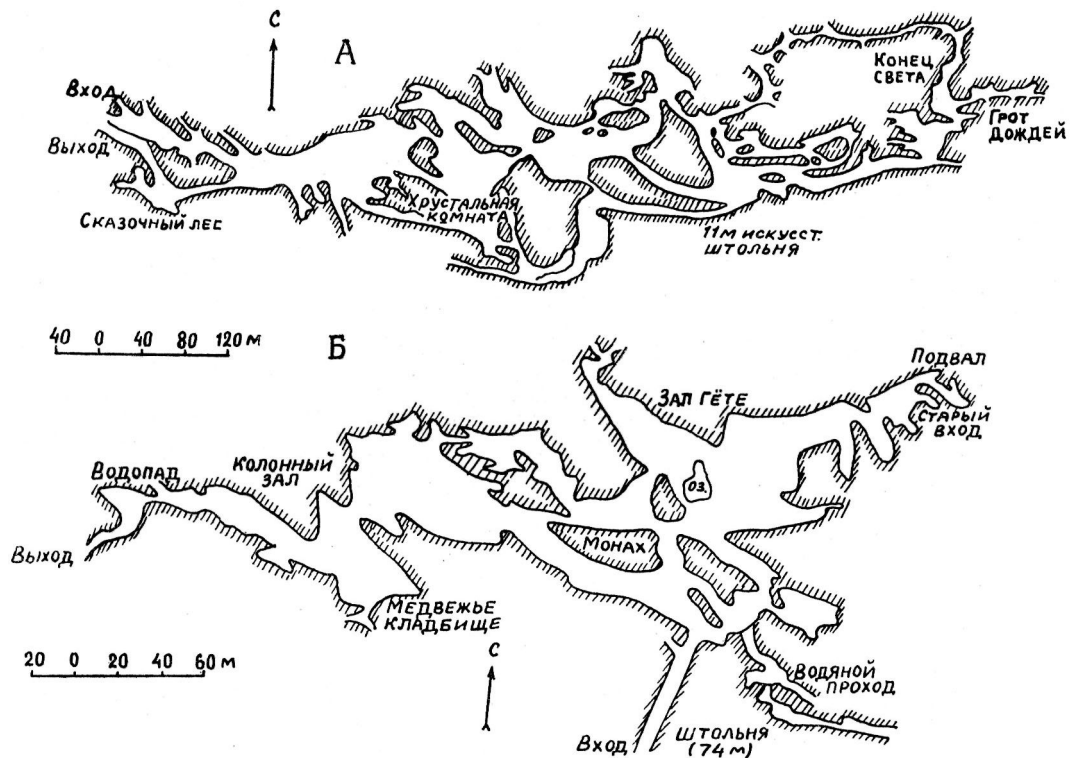 С
А
Вход
Выход
Сказочный лес
Хрустальная
комната
Конец
света
Грот
дождей
11м искусст.
штольня
40 0 40 80 120 м
Б
Подвал
Зал Гёте
Старый
вход
Колонный
зал
Водопад
Оз.
Монах
Выход
Медвежье
кладбище
20 0 20 40 60 м
С
Водяной
проход
Вход
Штольня
(74 м)